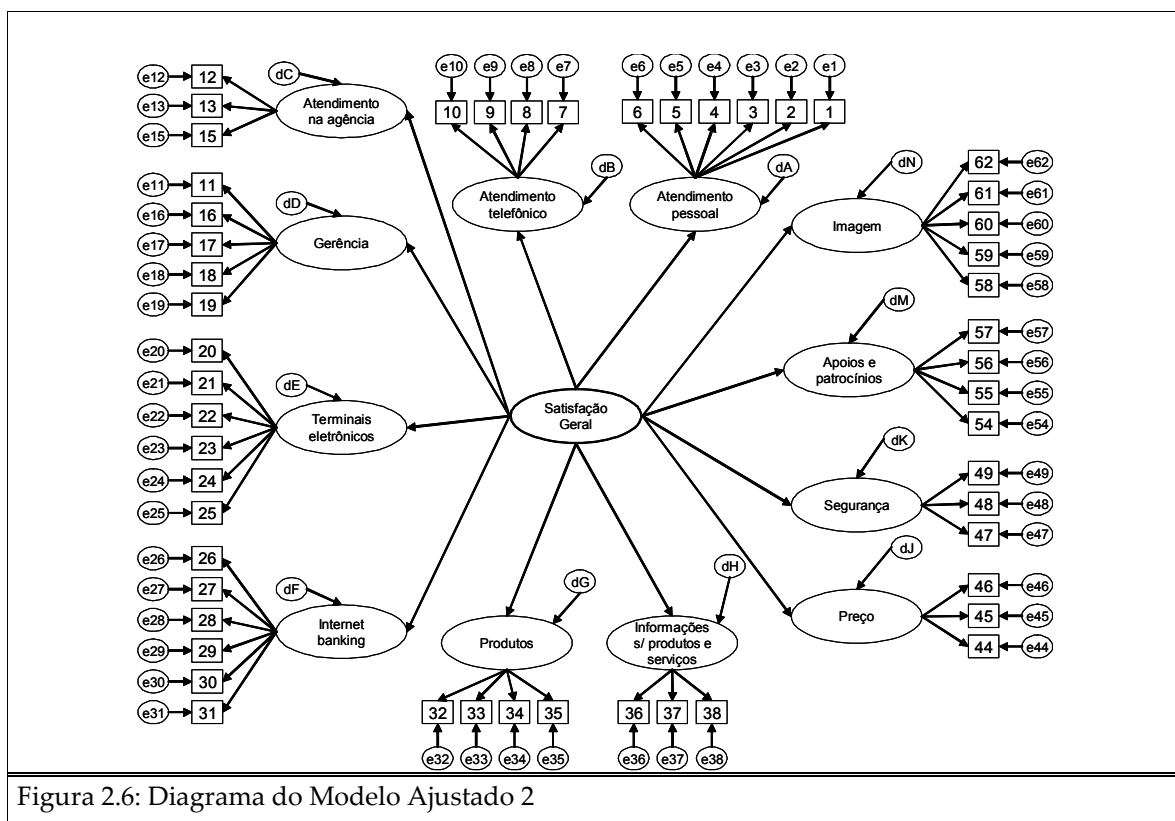 e12
12
e13
13
e15
15
dC
Atendimento
na agência
e10
e9
e8
e7
10
9
8
7
dB
Atendimento
telefônico
e6
e5
e4
e3
e2
e1
6
5
4
3
2
1
dA
Atendimento
pessoal
e11
11
e16
16
e17
17
e18
18
e19
19
dD
Gerência
dN
Imagem
62
e62
61
e61
60
e60
59
e59
58
e58
e20
20
e21
21
e22
22
e23
23
e24
24
e25
25
dE
Terminais
eletrônicos
Satisfação
Geral
dM
Apoios e
patrocínios
57
e57
56
e56
55
e55
54
e54
dK
Segurança
49
e49
48
e48
47
e47
e26
26
e27
27
e28
28
e29
29
e30
30
e31
31
dF
Internet
banking
dG
Produtos
32
33
34
35
e32
e33
e34
e35
dH
Informações
s/ produtos e
serviços
36
37
38
e36
e37
e38
dJ
Preço
46
e46
45
e45
44
e44
Figura 2.6: Diagrama do Modelo Ajustado 2